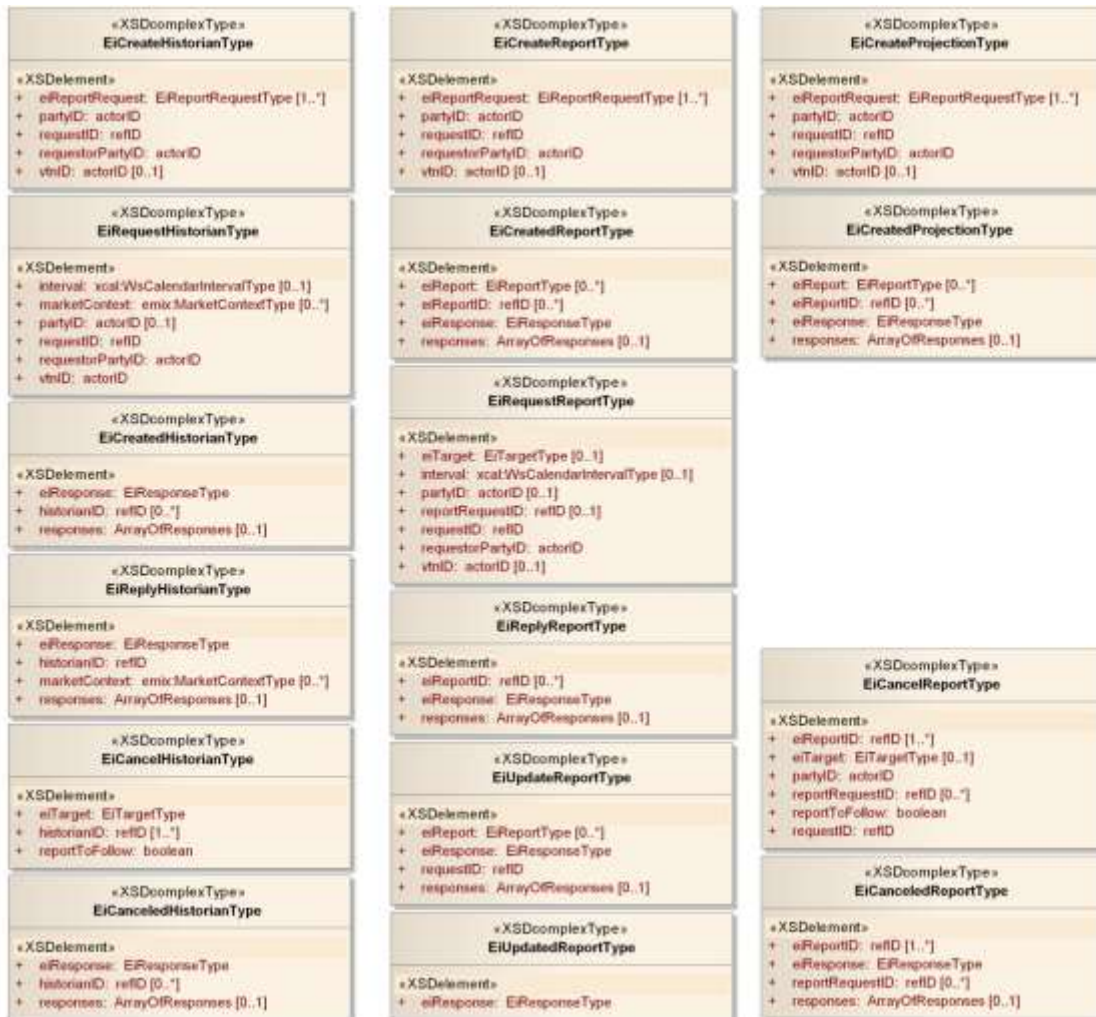 «XSDcomplexType»
EiCreateHistorianType
«XSDelement»
+ eiReportRequest: EiReportRequestType [1..*]
+ partyID: actorID
+ requestID: refID
+ requestorPartyID: actorID
+ vtnID: actorID [0..1]
«XSDcomplexType»
EiRequestHistorianType
«XSDelement»
+ interval: xcal:WsCalendarIntervalType [0..1]
+ marketContext: emix:MarketContextType [0..*]
+ partyID: actorID [0..1]
+ requestID: refID
+ requestorPartyID: actorID
+ vtnID: actorID
«XSDcomplexType»
EiCreatedHistorianType
«XSDelement»
+ eiResponse: EiResponseType
+ historianID: refID [0..*]
+ responses: ArrayOfResponses [0..1]
«XSDcomplexType»
EiReplyHistorianType
«XSDelement»
+ eiResponse: EiResponseType
+ historianID: refID
+ marketContext: emix:MarketContextType [0..*]
+ responses: ArrayOfResponses [0..1]
«XSDcomplexType»
EiCancelHistorianType
«XSDelement»
+ eiTarget: EiTargetType
+ historianID: refID [1..*]
+ reportToFollow: boolean
«XSDcomplexType»
EiCanceledHistorianType
«XSDelement»
+ eiResponse: EiResponseType
+ historianID: refID [0..*]
+ responses: ArrayOfResponses [0..1]
«XSDcomplexType»
EiCreateReportType
«XSDelement»
+ eiReportRequest: EiReportRequestType [1..*]
+ partyID: actorID
+ requestID: refID
+ requestorPartyID: actorID
+ vtnID: actorID [0..1]
«XSDcomplexType»
EiCreatedReportType
«XSDelement»
+ eiReport: EiReportType [0..*]
+ eiReportID: refID [0..*]
+ eiResponse: EiResponseType
+ responses: ArrayOfResponses [0..1]
«XSDcomplexType»
EiRequestReportType
«XSDelement»
+ eiTarget: EiTargetType [0..1]
+ interval: xcal:WsCalendarIntervalType [0..1]
+ partyID: actorID [0..1]
+ reportRequestID: refID [0..1]
+ requestID: refID
+ requestorPartyID: actorID
+ vtnID: actorID [0..1]
«XSDcomplexType»
EiReplyReportType
«XSDelement»
+ eiReportID: refID [0..*]
+ eiResponse: EiResponseType
+ responses: ArrayOfResponses [0..1]
«XSDcomplexType»
EiUpdateReportType
«XSDelement»
+ eiReport: EiReportType [0..*]
+ eiResponse: EiResponseType
+ requestID: refID
+ responses: ArrayOfResponses [0..1]
«XSDcomplexType»
EiUpdatedReportType
«XSDelement»
+ eiResponse: EiResponseType
«XSDcomplexType»
EiCreateProjectionType
«XSDelement»
+ eiReportRequest: EiReportRequestType [1..*]
+ partyID: actorID
+ requestID: refID
+ requestorPartyID: actorID
+ vtnID: actorID [0..1]
«XSDcomplexType»
EiCreatedProjectionType
«XSDelement»
+ eiReport: EiReportType [0..*]
+ eiReportID: refID [0..*]
+ eiResponse: EiResponseType
+ responses: ArrayOfResponses [0..1]
«XSDcomplexType»
EiCancelReportType
«XSDelement»
+ eiReportID: refID [1..*]
+ eiTarget: EiTargetType [0..1]
+ partyID: actorID
+ reportRequestID: refID [0..*]
+ reportToFollow: boolean
+ requestID: refID
«XSDcomplexType»
EiCanceledReportType
«XSDelement»
+ eiReportID: refID [1..*]
+ eiResponse: EiResponseType
+ reportRequestID: refID [0..*]
+ responses: ArrayOfResponses [0..1]